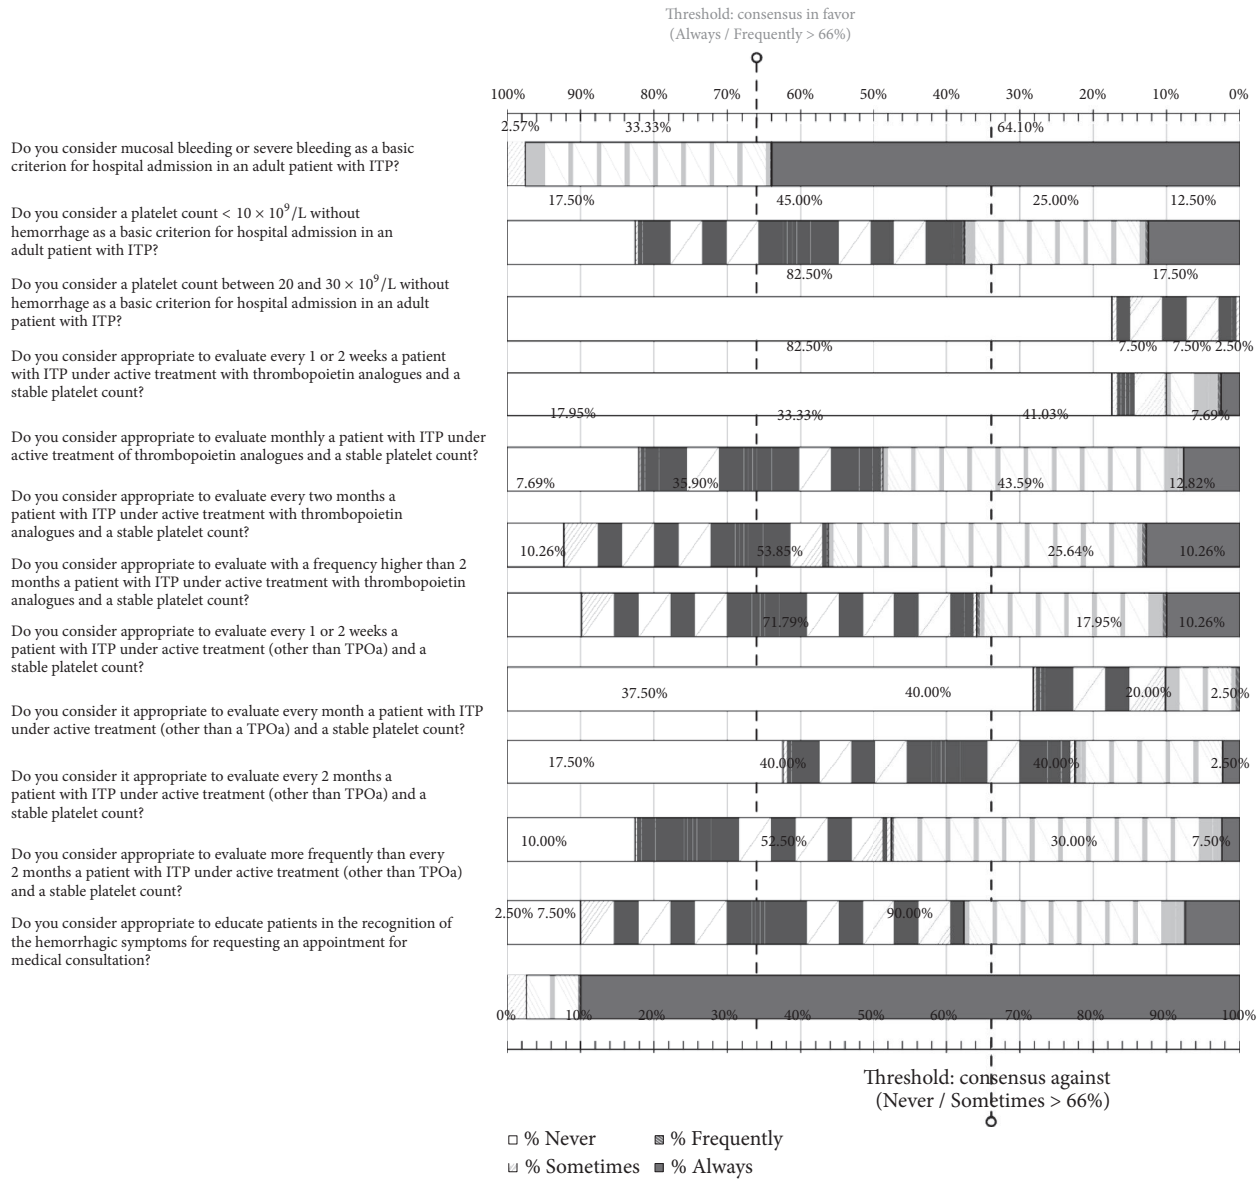 Threshold: consensus in favor
(Always / Frequently > 66%)
100% 90% 80% 70% 60% 50% 40% 30% 20% 10% 0%
2.57% 33.33% 64.10%
Do you consider mucosal bleeding or severe bleeding as a basic
criterion for hospital admission in an adult patient with ITP?
17.50% 45.00% 25.00% 12.50%
Do you consider a platelet count < 10 × 10⁹/L without
hemorrhage as a basic criterion for hospital admission in an
adult patient with ITP?
82.50% 17.50%
Do you consider a platelet count between 20 and 30 × 10⁹/L without
hemorrhage as a basic criterion for hospital admission in an adult
patient with ITP?
82.50% 7.50% 7.50% 2.50%
Do you consider appropriate to evaluate every 1 or 2 weeks a patient
with ITP under active treatment with thrombopoietin analogues and a
stable platelet count?
17.95% 33.33% 41.03% 7.69%
Do you consider appropriate to evaluate monthly a patient with ITP under
active treatment of thrombopoietin analogues and a stable platelet count?
7.69% 35.90% 43.59% 12.82%
Do you consider appropriate to evaluate every two months a
patient with ITP under active treatment with thrombopoietin
analogues and a stable platelet count?
10.26% 53.85% 25.64% 10.26%
Do you consider appropriate to evaluate with a frequency higher than 2
months a patient with ITP under active treatment with thrombopoietin
analogues and a stable platelet count?
71.79% 17.95% 10.26%
Do you consider appropriate to evaluate every 1 or 2 weeks a
patient with ITP under active treatment (other than TPOa) and a
stable platelet count?
37.50% 40.00% 20.00% 2.50%
Do you consider it appropriate to evaluate every month a patient with ITP
under active treatment (other than a TPOa) and a stable platelet count?
17.50% 40.00% 40.00% 2.50%
Do you consider it appropriate to evaluate every 2 months a
patient with ITP under active treatment (other than TPOa) and a
stable platelet count?
10.00% 52.50% 30.00% 7.50%
Do you consider appropriate to evaluate more frequently than every
2 months a patient with ITP under active treatment (other than TPOa)
and a stable platelet count?
2.50% 7.50% 90.00%
Do you consider appropriate to educate patients in the recognition of
the hemorrhagic symptoms for requesting an appointment for
medical consultation?
0% 10% 20% 30% 40% 50% 60% 70% 80% 90% 100%
Threshold: consensus against
(Never / Sometimes > 66%)
% Never % Frequently
% Sometimes % Always